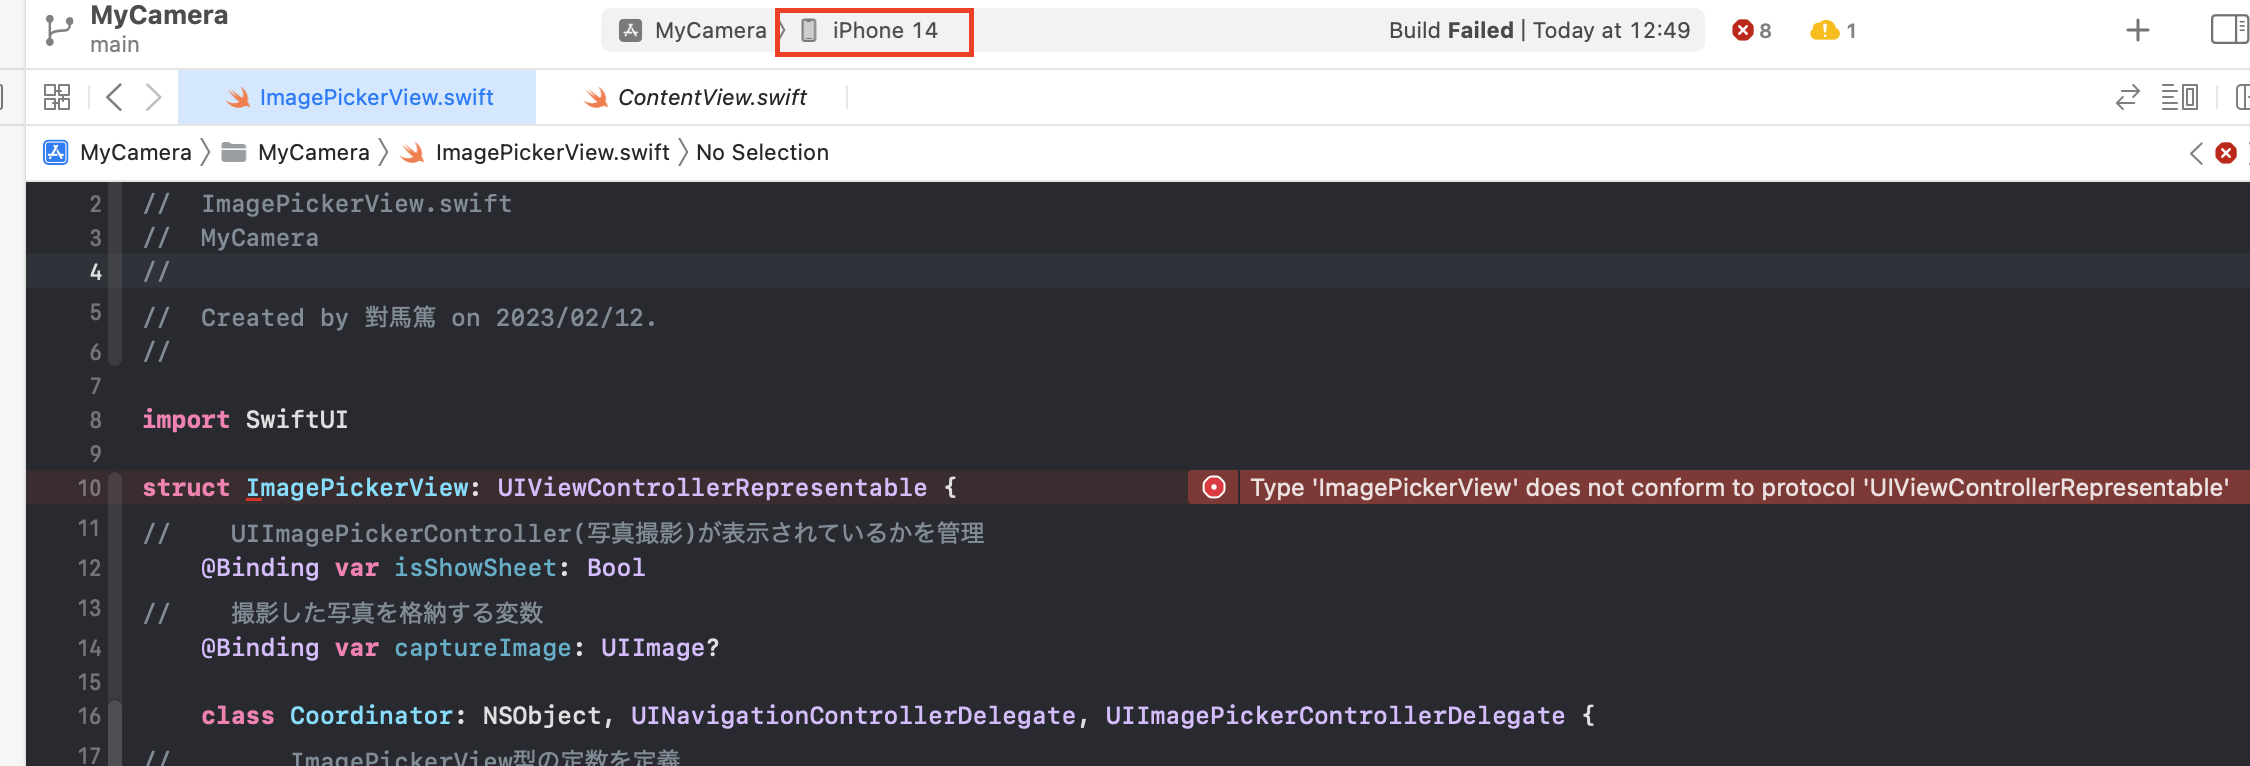 MyCamera
main
MyCamera 〉 iPhone 14
Build Failed | Today at 12:49
8
1
ImagePickerView.swift
ContentView.swift
MyCamera 〉 MyCamera 〉 ImagePickerView.swift 〉 No Selection
2 //  ImagePickerView.swift
3 //  MyCamera
4 //
5 //  Created by 對馬篤 on 2023/02/12.
6 //
7
8 import SwiftUI
9
10 struct ImagePickerView: UIViewControllerRepresentable {
Type 'ImagePickerView' does not conform to protocol 'UIViewControllerRepresentable'
11 //    UIImagePickerController(写真撮影)が表示されているかを管理
12     @Binding var isShowSheet: Bool
13 //    撮影した写真を格納する変数
14     @Binding var captureImage: UIImage?
15
16     class Coordinator: NSObject, UINavigationControllerDelegate, UIImagePickerControllerDelegate {
17 //        ImagePickerView型の定数を定義